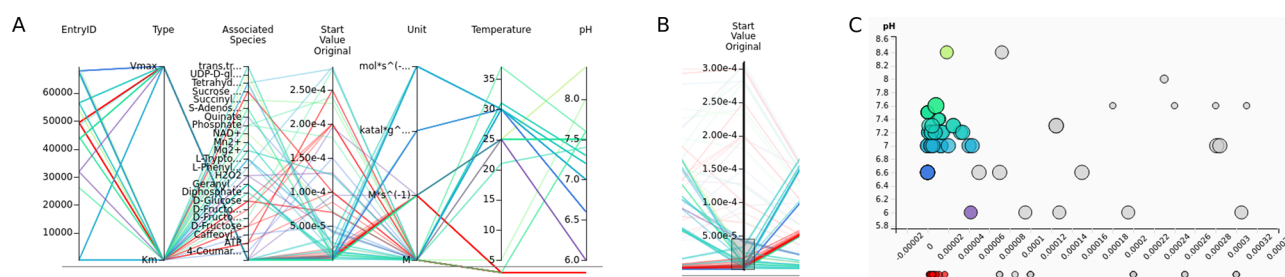 A
EntryID
Type
Associated
Species
Start
Value
Original
Unit
Temperature
pH
60000
50000
40000
30000
20000
10000
Vmax
Km
trans,tr...
UDP-D-gl...
Tetrahyd...
Sucrose ...
Succinyl...
S-Adenos...
Quinate
Phosphate
NAD+
Mn2+
Mg2+
L-Trypto...
L-Phenyl...
H2O2
Geranyl ...
Diphosphate
D-Glucose
D-Fructo...
D-Fructo...
D-Fructose
Caffeoyl...
ATP
4-Coumar...
2.50e-4
2.00e-4
1.50e-4
1.00e-4
5.00e-5
mol*s^(-...
katal*g^...
M*s^(-1)
M
35
30
25
20
15
10
5
8.0
7.5
7.0
6.5
6.0
B
Start
Value
Original
3.00e-4
2.50e-4
2.00e-4
1.50e-4
1.00e-4
5.00e-5
C
pH
8.6
8.4
8.2
8
7.8
7.6
7.4
7.2
7
6.8
6.6
6.4
6.2
6
5.8
-0.00002
0
0.00002
0.00004
0.00006
0.00008
0.0001
0.00012
0.00014
0.00016
0.00018
0.0002
0.00022
0.00024
0.00026
0.00028
0.0003
0.00032